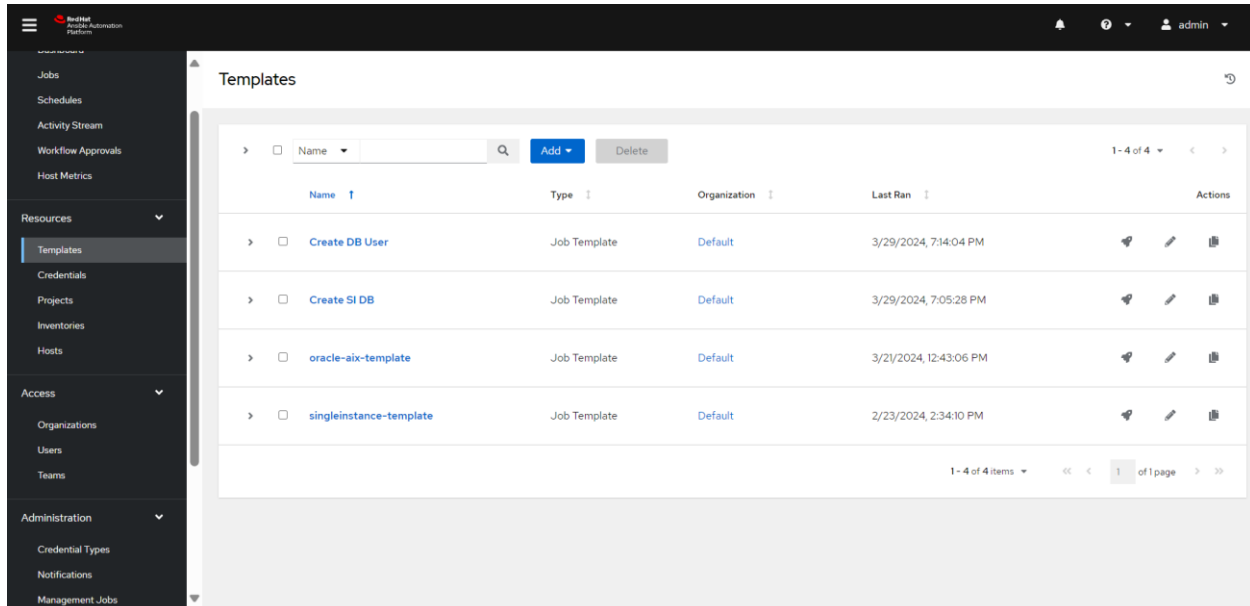 RedHat
Ansible Automation
Platform
admin
Dashboard
Jobs
Schedules
Activity Stream
Workflow Approvals
Host Metrics
Resources
Templates
Credentials
Projects
Inventories
Hosts
Access
Organizations
Users
Teams
Administration
Credential Types
Notifications
Management Jobs
Templates
Name Add Delete 1 - 4 of 4
Name Type Organization Last Ran Actions
Create DB User Job Template Default 3/29/2024, 7:14:04 PM
Create SI DB Job Template Default 3/29/2024, 7:05:28 PM
oracle-aix-template Job Template Default 3/21/2024, 12:43:06 PM
singleinstance-template Job Template Default 2/23/2024, 2:34:10 PM
1 - 4 of 4 items 1 of 1 page